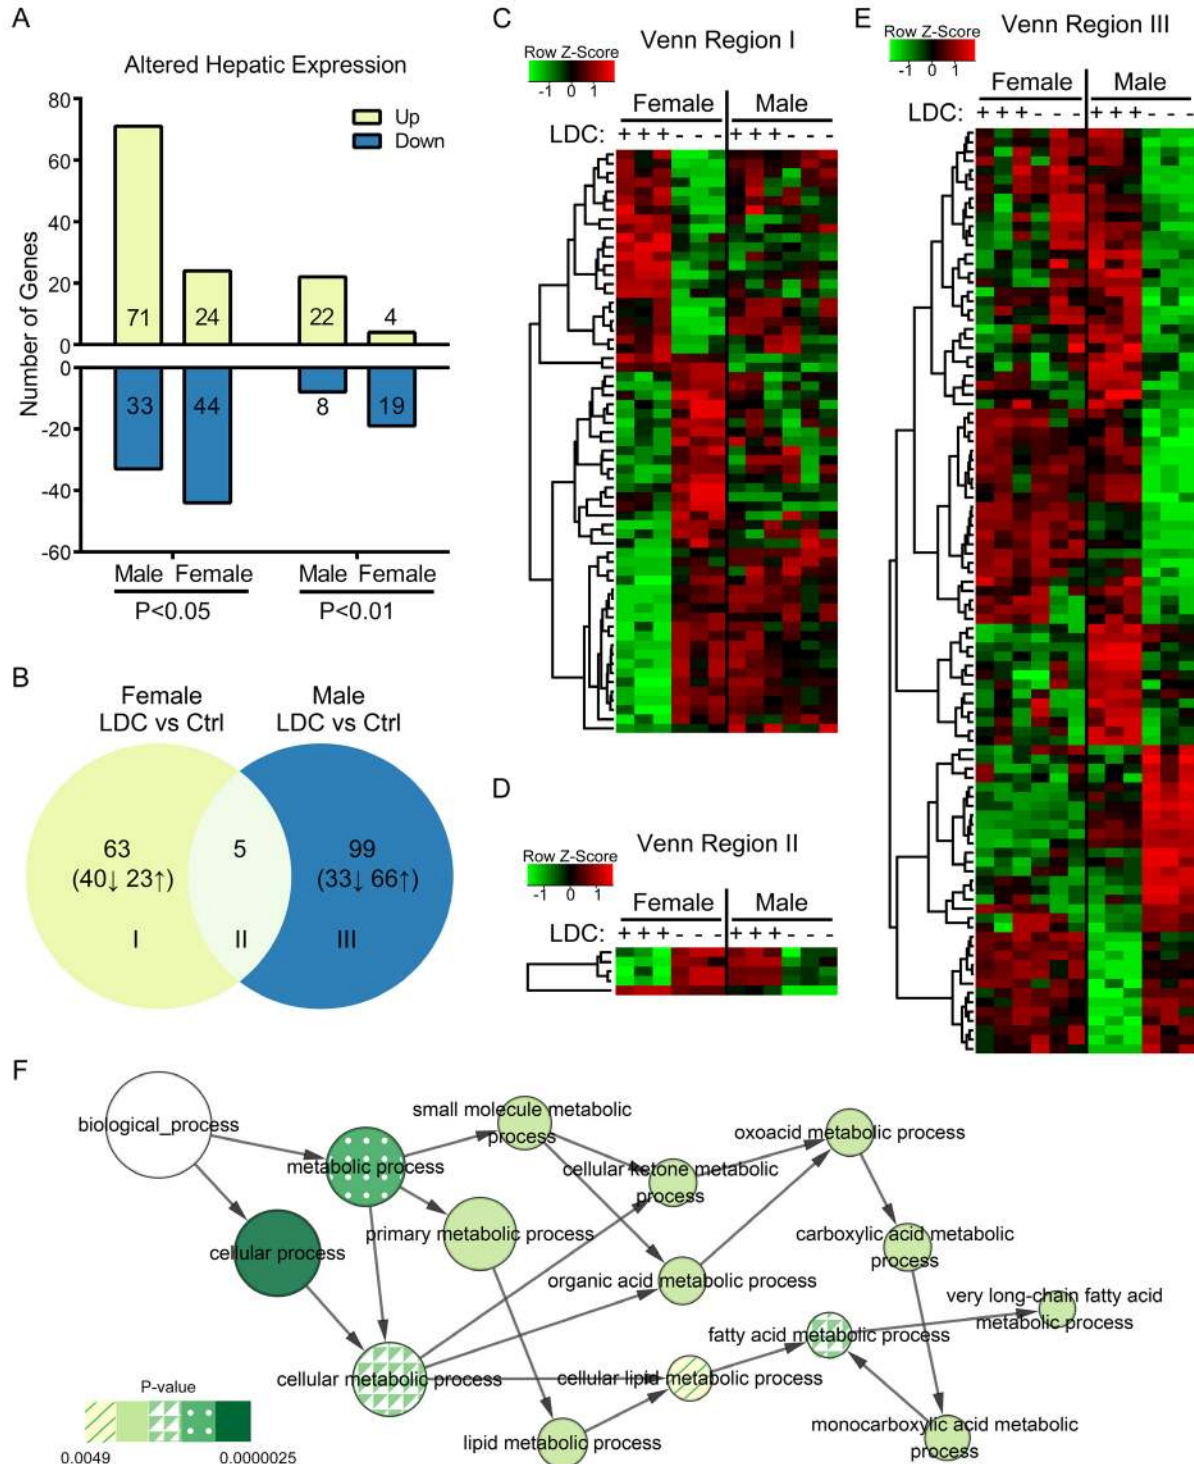 A
Altered Hepatic Expression
Up
Down
Number of Genes
80
60
40
20
0
0
-20
-40
-60
71
24
22
4
33
44
8
19
Male Female
Male Female
P<0.05
P<0.01
B
Female
LDC vs Ctrl
Male
LDC vs Ctrl
63
(40↓ 23↑)
5
99
(33↓ 66↑)
I
II
III
C
Row Z-Score
-1 0 1
Venn Region I
Female
Male
LDC: + + + - - - + + + - - -
D
Venn Region II
Row Z-Score
-1 0 1
Female
Male
LDC: + + + - - - + + + - - -
E
Row Z-Score
-1 0 1
Venn Region III
Female
Male
LDC: + + + - - - + + + - - -
F
biological_process
metabolic process
cellular process
small molecule metabolic
process
primary metabolic process
cellular ketone metabolic
process
oxoacid metabolic process
carboxylic acid metabolic
process
organic acid metabolic process
very long-chain fatty acid
metabolic process
fatty acid metabolic process
cellular metabolic process
cellular lipid metabolic process
lipid metabolic process
monocarboxylic acid metabolic
process
P-value
0.0049
0.0000025